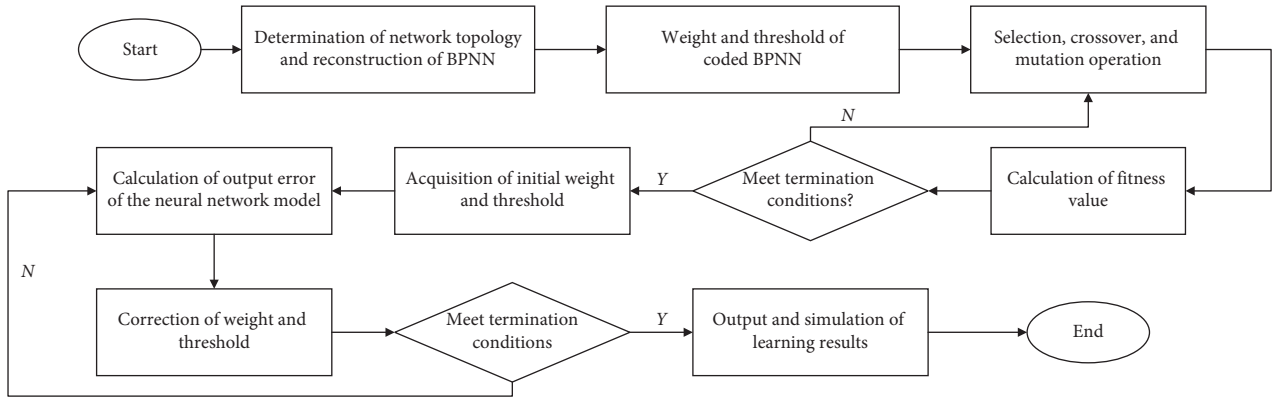 Start
Determination of network topology
and reconstruction of BPNN
Weight and threshold of
coded BPNN
Selection, crossover, and
mutation operation
N
Calculation of output error
of the neural network model
Acquisition of initial weight
and threshold
Y
Meet termination
conditions?
Calculation of fitness
value
N
Correction of weight and
threshold
Meet termination
conditions
Y
Output and simulation of
learning results
End